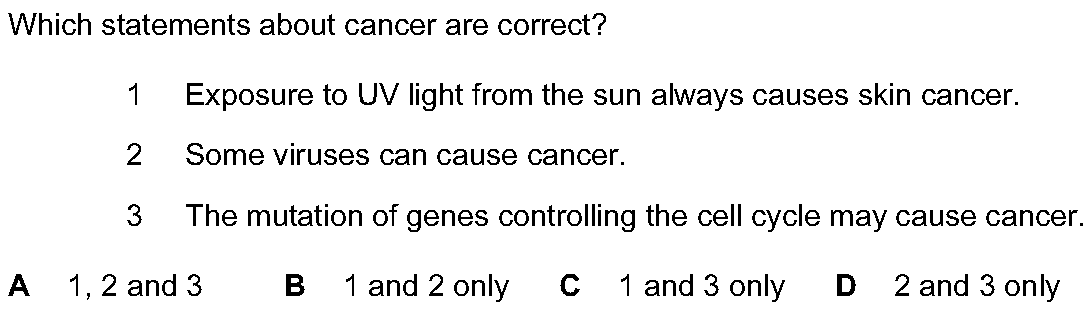 Which statements about cancer are correct?
1 Exposure to UV light from the sun always causes skin cancer.
2 Some viruses can cause cancer.
3 The mutation of genes controlling the cell cycle may cause cancer.
A 1, 2 and 3 B 1 and 2 only C 1 and 3 only D 2 and 3 only